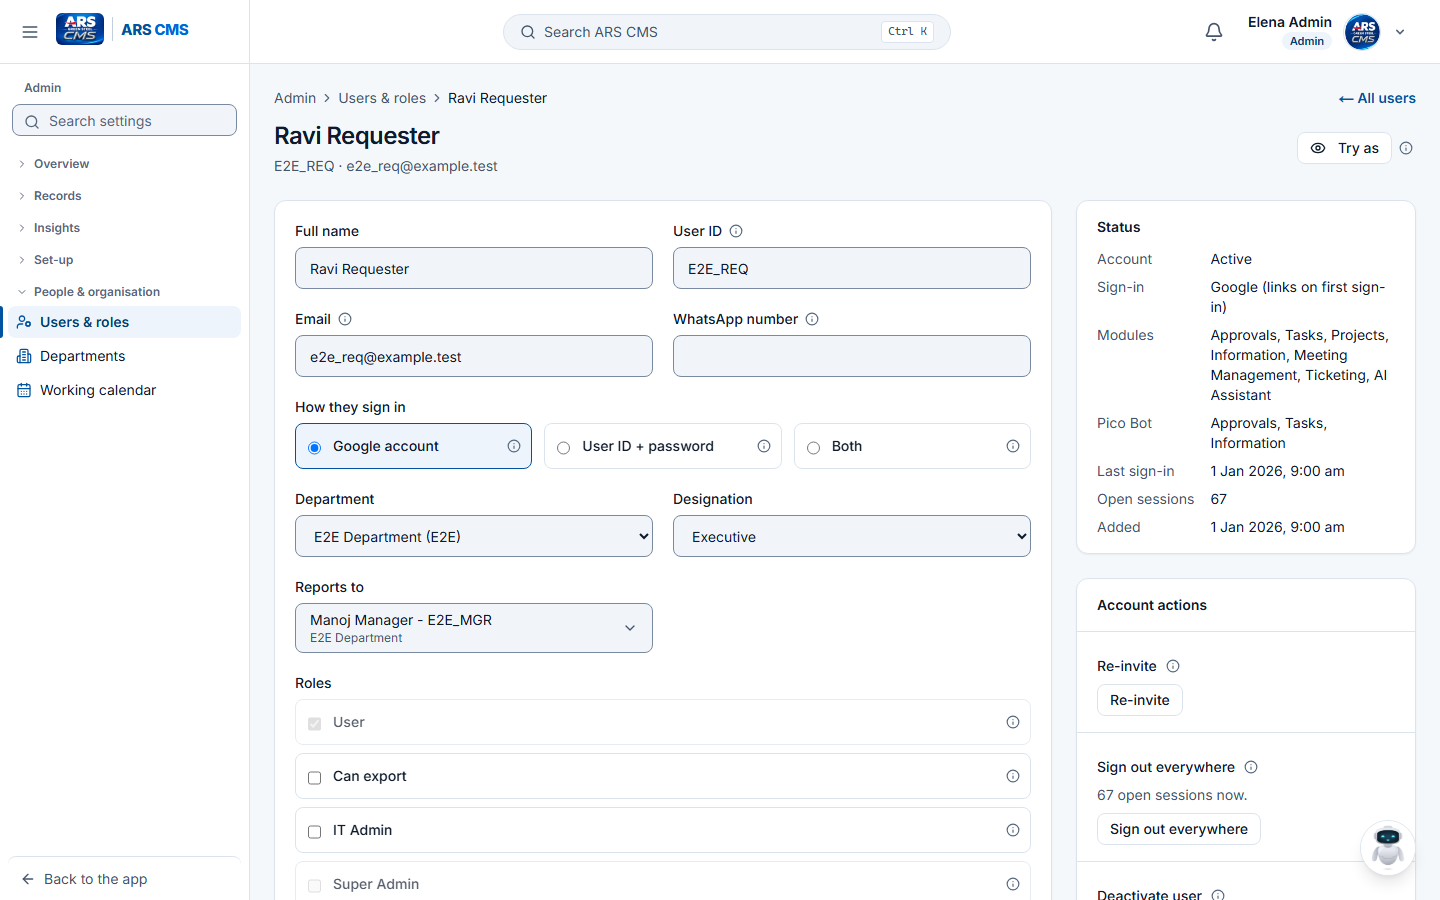 ARS
CMS
ARS CMS
Search ARS CMS
Ctrl K
Elena Admin
Admin
ARS
CMS
Admin
Search settings
Overview
Records
Insights
Set-up
People & organisation
Users & roles
Departments
Working calendar
Back to the app
Admin > Users & roles > Ravi Requester
← All users
Ravi Requester
E2E_REQ · e2e_req@example.test
Try as
Full name
Ravi Requester
User ID
E2E_REQ
Email
e2e_req@example.test
WhatsApp number
How they sign in
Google account
User ID + password
Both
Department
E2E Department (E2E)
Designation
Executive
Reports to
Manoj Manager - E2E_MGR
E2E Department
Roles
User
Can export
IT Admin
Super Admin
Status
Account Active
Sign-in Google (links on first sign-
in)
Modules Approvals, Tasks, Projects,
Information, Meeting
Management, Ticketing, AI
Assistant
Pico Bot Approvals, Tasks,
Information
Last sign-in 1 Jan 2026, 9:00 am
Open sessions 67
Added 1 Jan 2026, 9:00 am
Account actions
Re-invite
Re-invite
Sign out everywhere
67 open sessions now.
Sign out everywhere
Deactivate user